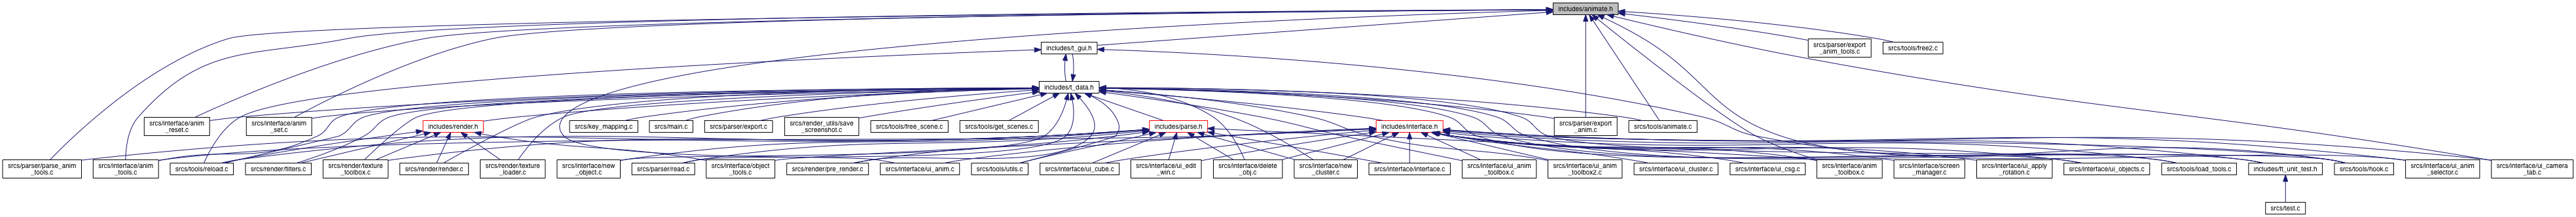 includes/animate.h
includes/t_gui.h
srcs/parser/export
_anim_tools.c
srcs/tools/free2.c
includes/t_data.h
srcs/interface/anim
_reset.c
srcs/interface/anim
_set.c
includes/render.h
srcs/key_mapping.c
srcs/main.c
srcs/parser/export.c
srcs/render_utils/save
_screenshot.c
srcs/tools/free_scene.c
srcs/tools/get_scenes.c
includes/parse.h
includes/interface.h
srcs/parser/export
_anim.c
srcs/tools/animate.c
srcs/parser/parse_anim
_tools.c
srcs/interface/anim
_tools.c
srcs/tools/reload.c
srcs/render/filters.c
srcs/render/texture
_toolbox.c
srcs/render/render.c
srcs/render/texture
_loader.c
srcs/interface/new
_object.c
srcs/parser/read.c
srcs/interface/object
_tools.c
srcs/render/pre_render.c
srcs/interface/ui_anim.c
srcs/tools/utils.c
srcs/interface/ui_cube.c
srcs/interface/ui_edit
_win.c
srcs/interface/delete
_obj.c
srcs/interface/new
_cluster.c
srcs/interface/interface.c
srcs/interface/ui_anim
_toolbox.c
srcs/interface/ui_anim
_toolbox2.c
srcs/interface/ui_cluster.c
srcs/interface/ui_csg.c
srcs/interface/anim
_toolbox.c
srcs/interface/screen
_manager.c
srcs/interface/ui_apply
_rotation.c
srcs/interface/ui_objects.c
srcs/tools/load_tools.c
includes/ft_unit_test.h
srcs/tools/hook.c
srcs/interface/ui_anim
_selector.c
srcs/interface/ui_camera
_tab.c
srcs/test.c